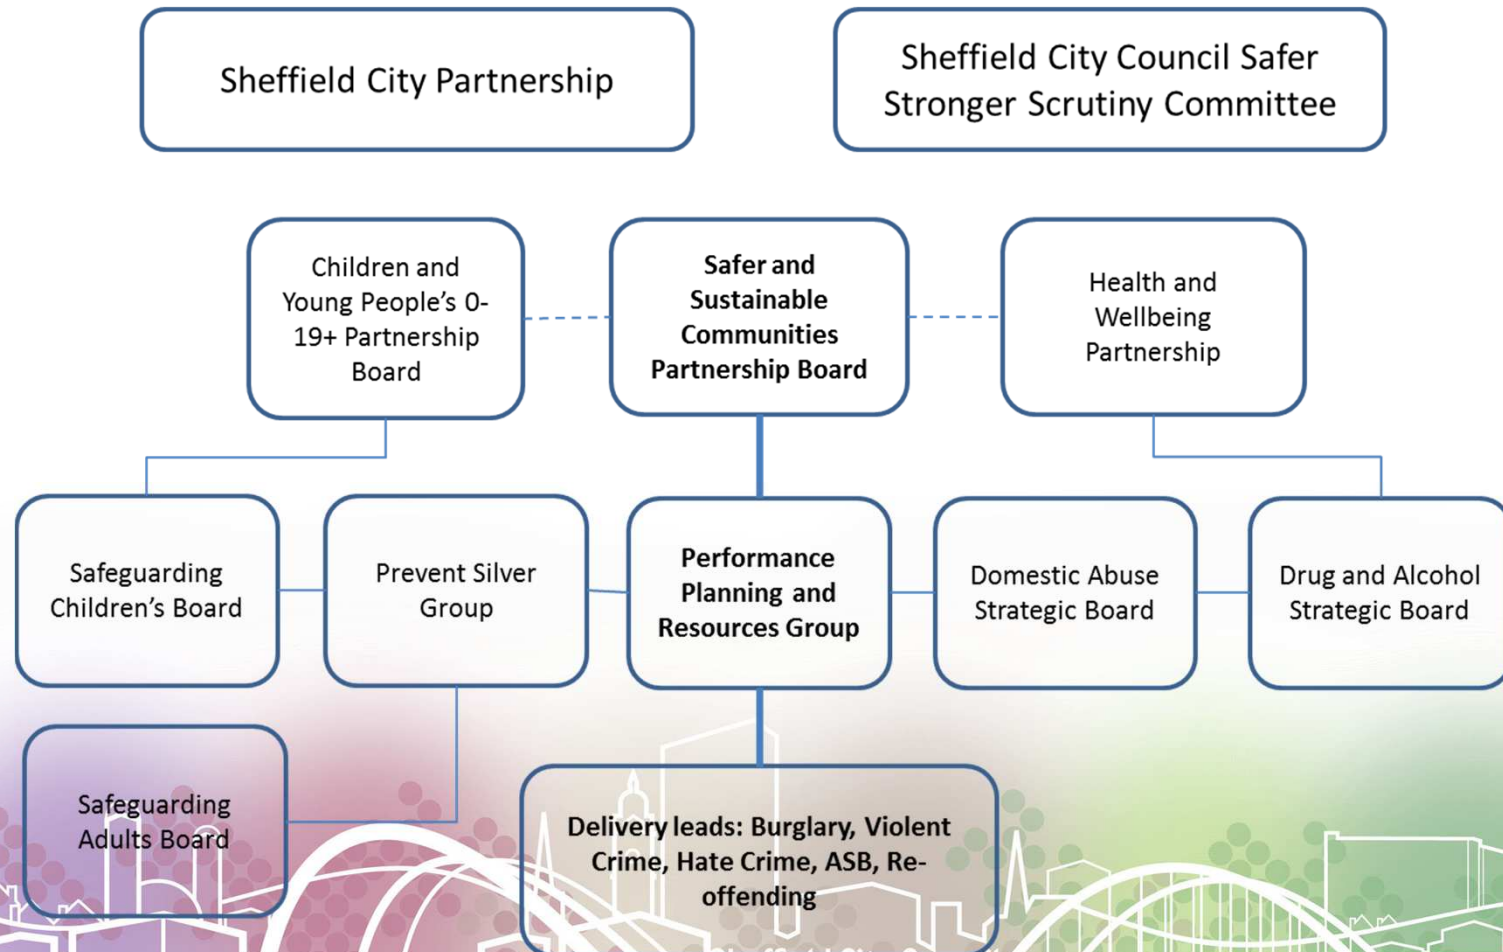 Sheffield City Partnership
Sheffield City Council Safer
Stronger Scrutiny Committee
Children and
Young People’s 0-
19+ Partnership
Board
Safer and
Sustainable
Communities
Partnership Board
Health and
Wellbeing
Partnership
Safeguarding
Children’s Board
Prevent Silver
Group
Performance
Planning and
Resources Group
Domestic Abuse
Strategic Board
Drug and Alcohol
Strategic Board
Safeguarding
Adults Board
Delivery leads: Burglary, Violent
Crime, Hate Crime, ASB, Re-
offending
Sheffield City